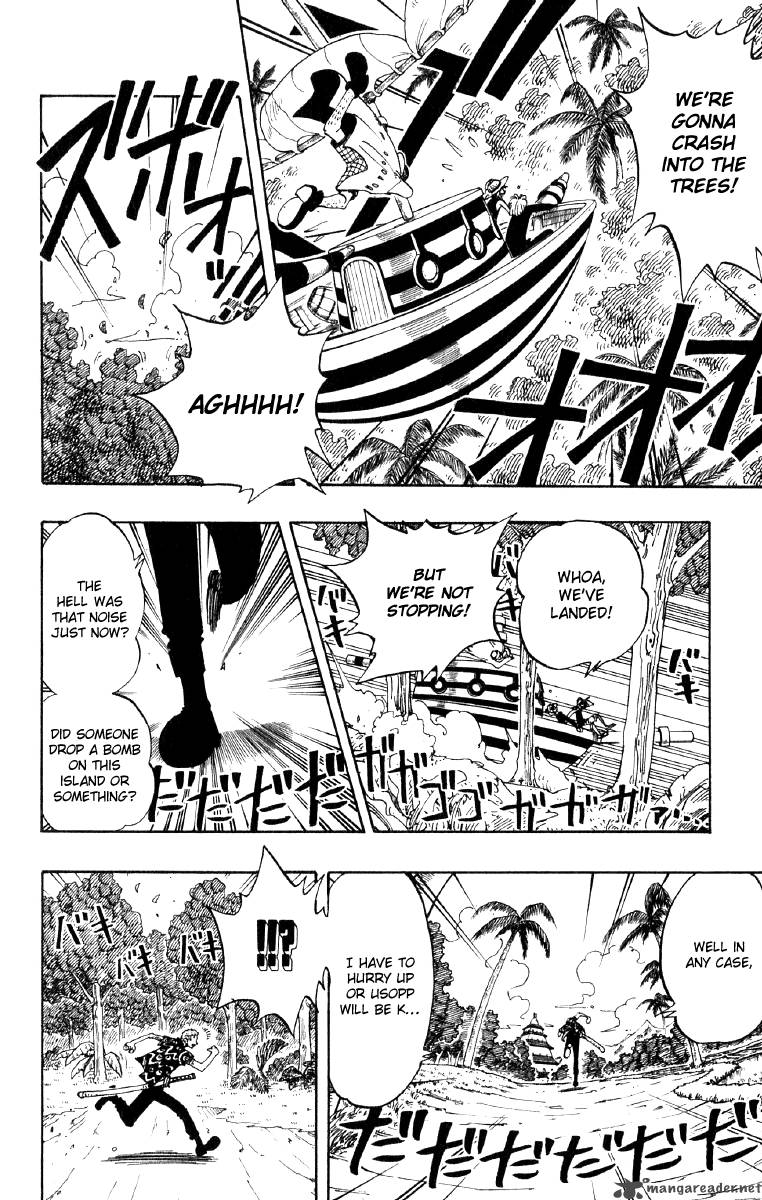 WE'RE
GONNA
CRASH
INTO THE
TREES!
ズボッ
AGHHHH!
オオオオ
WHOA,
WE'VE
LANDED!
BUT
WE'RE NOT
STOPPING!
バキ
バキ
バキ
ガガガゴゴゴガガガガァ...
THE
HELL WAS
THAT NOISE
JUST NOW?
DID SOMEONE
DROP A BOMB
ON THIS
ISLAND OR
SOMETHING?
だだだだ
WELL IN
ANY CASE,
I HAVE TO
HURRY UP
OR USOPP
WILL BE K...
だだだだだだ
!!!?
バキ
バキ
バキ
mangareader.net